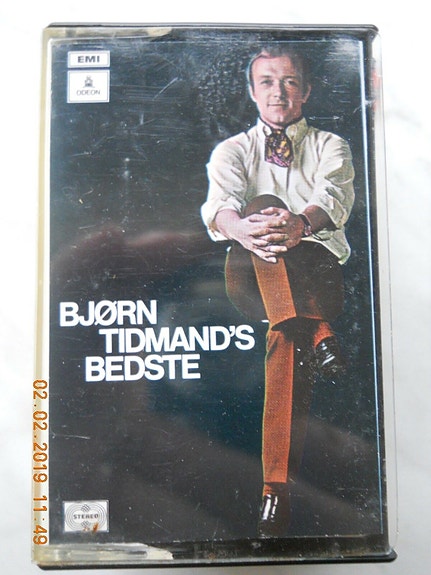 EMI
ODEON
BJØRN
TIDMAND'S
BEDSTE
STEREO
02.02.2019 11:49